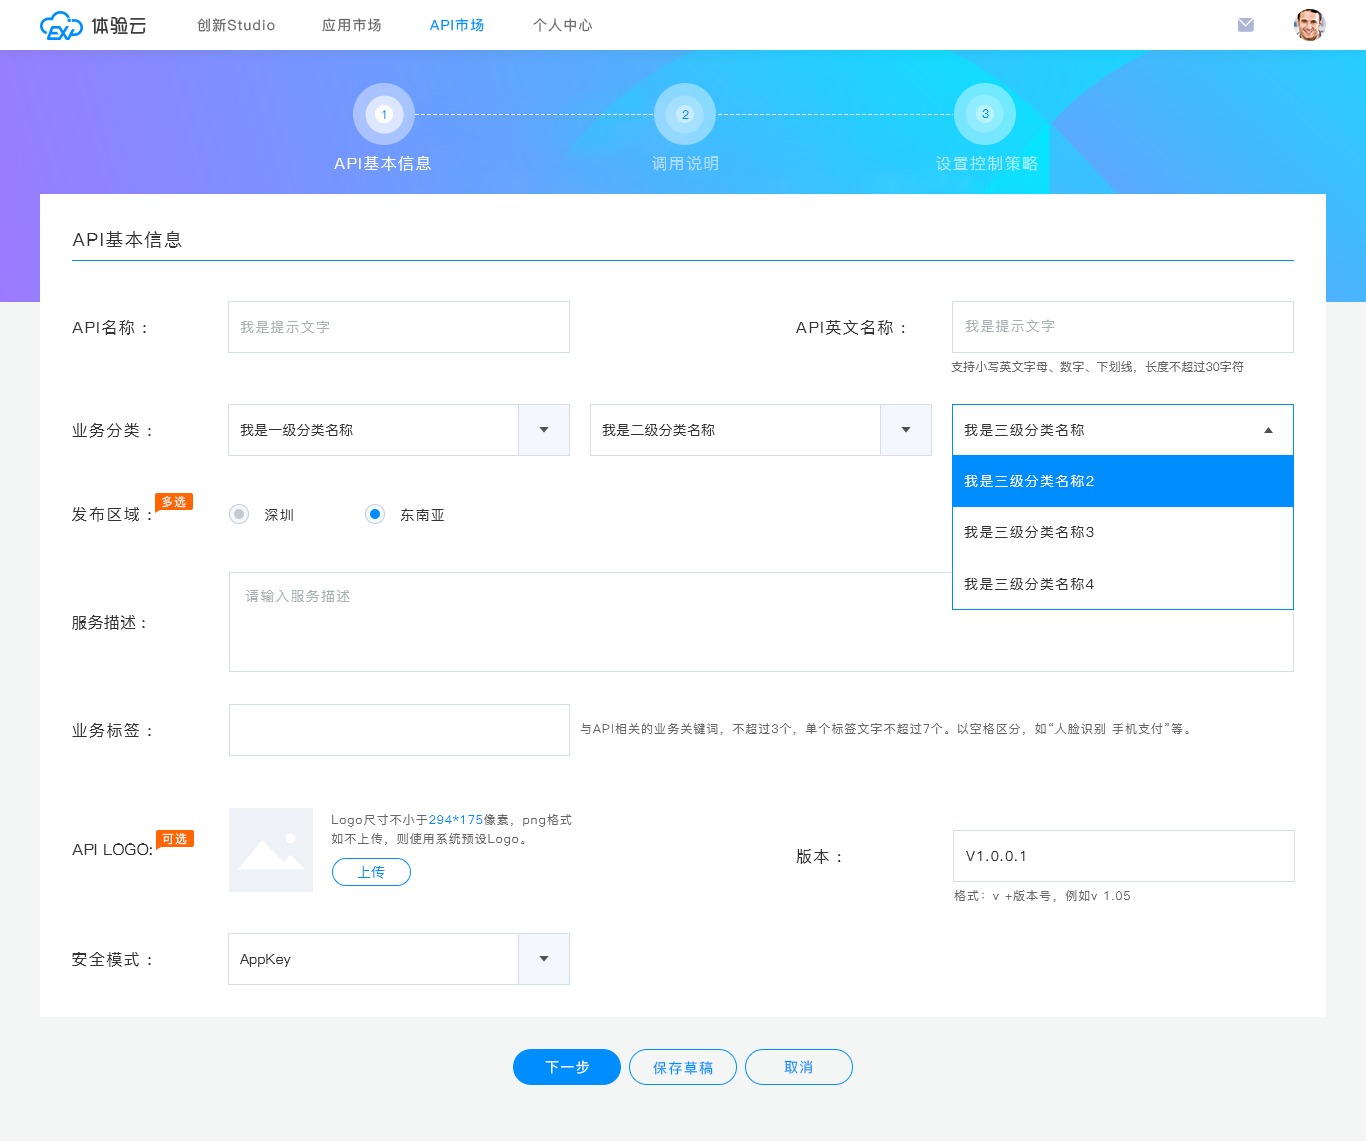 EXP 体验云 创新Studio 应用市场 API市场 个人中心
1 2 3
API基本信息 调用说明 设置控制策略
API基本信息
API名称： 我是提示文字 API英文名称： 我是提示文字
支持小写英文字母、数字、下划线，长度不超过30字符
业务分类： 我是一级分类名称 我是二级分类名称 我是三级分类名称
我是三级分类名称2
发布区域： 多选 深圳 东南亚
我是三级分类名称3
我是三级分类名称4
服务描述： 请输入服务描述
业务标签： 与API相关的业务关键词，不超过3个，单个标签文字不超过7个。以空格区分，如“人脸识别 手机支付”等。
API LOGO: 可选 Logo尺寸不小于294*175像素，png格式
如不上传，则使用系统预设Logo。
上传
版本： V1.0.0.1
格式：v +版本号，例如v 1.05
安全模式： AppKey
下一步 保存草稿 取消